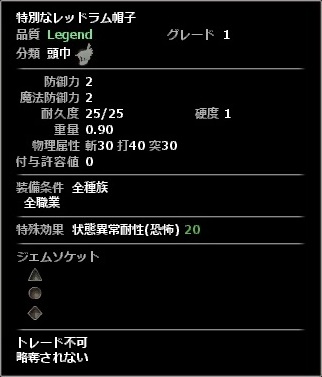 特別なレッドラム帽子
品質 Legend グレード 1
分類 頭巾
防御力 2
魔法防御力 2
耐久度 25/25 硬度 1
重量 0.90
物理属性 斬30 打40 突30
付与許容値 0
装備条件 全種族
全職業
特殊効果 状態異常耐性(恐怖) 20
ジェムソケット
トレード不可
略奪されない